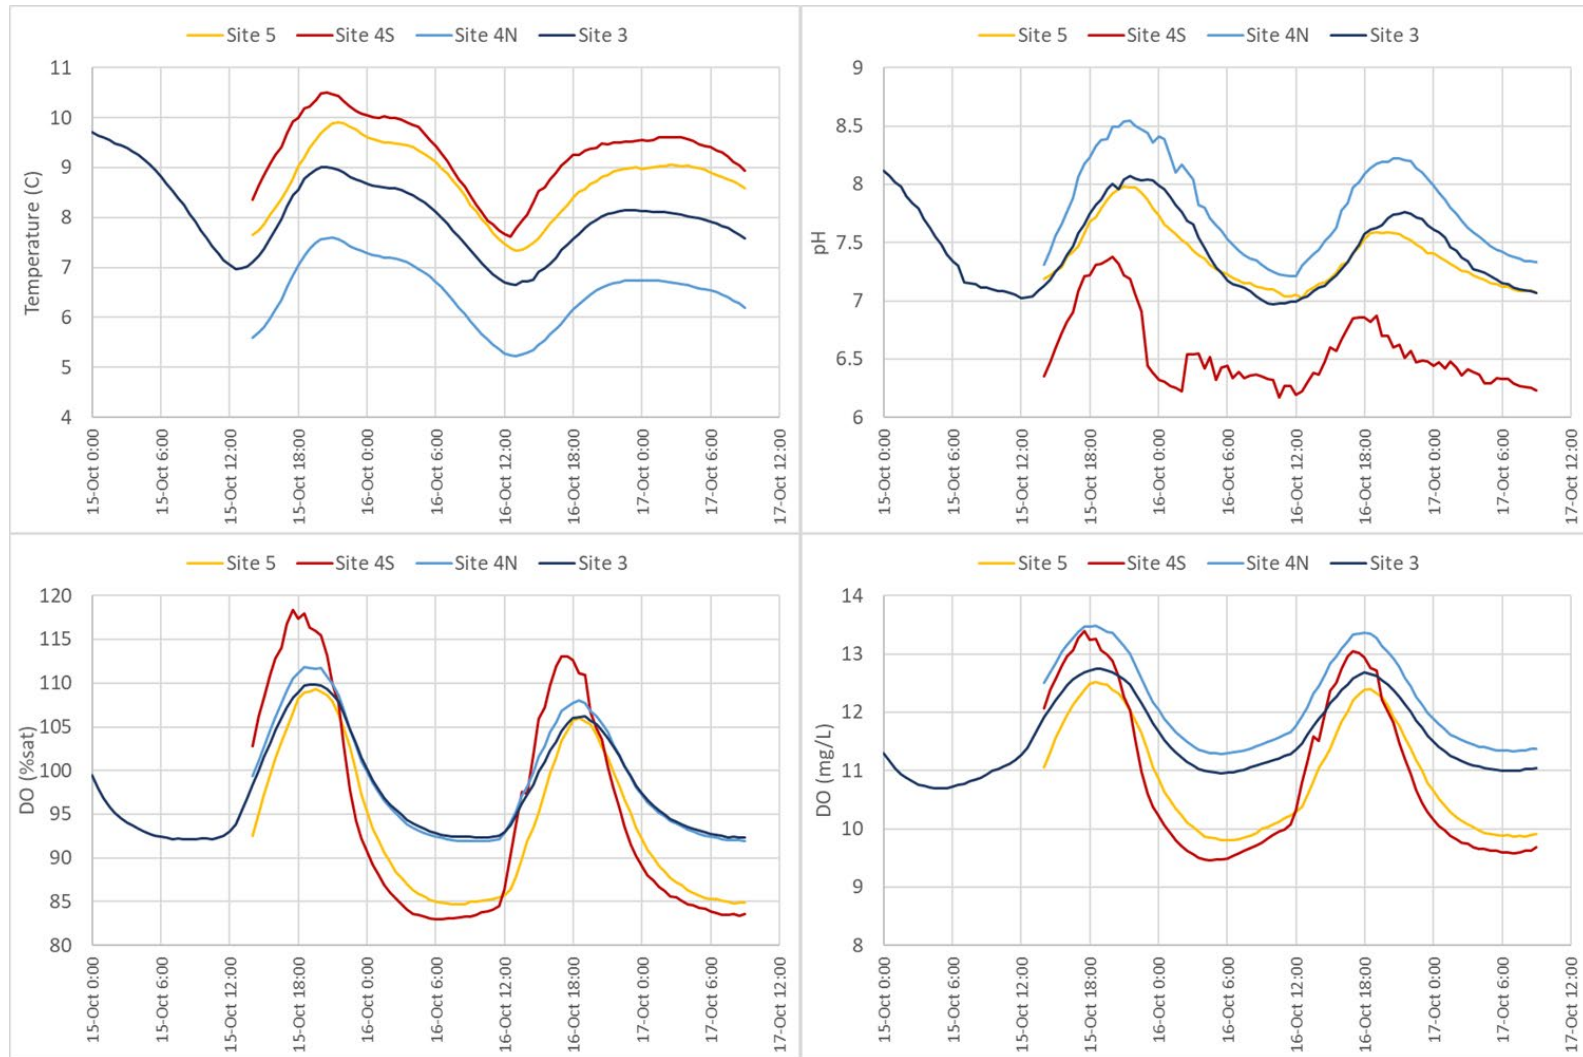 Site 5 Site 4S Site 4N Site 3
11
10
9
8
7
6
5
4
Temperature (C)
15-Oct 0:00
15-Oct 6:00
15-Oct 12:00
15-Oct 18:00
16-Oct 0:00
16-Oct 6:00
16-Oct 12:00
16-Oct 18:00
17-Oct 0:00
17-Oct 6:00
17-Oct 12:00
Site 5 Site 4S Site 4N Site 3
9
8.5
8
7.5
7
6.5
6
pH
15-Oct 0:00
15-Oct 6:00
15-Oct 12:00
15-Oct 18:00
16-Oct 0:00
16-Oct 6:00
16-Oct 12:00
16-Oct 18:00
17-Oct 0:00
17-Oct 6:00
17-Oct 12:00
Site 5 Site 4S Site 4N Site 3
120
115
110
105
100
95
90
85
80
DO (%sat)
15-Oct 0:00
15-Oct 6:00
15-Oct 12:00
15-Oct 18:00
16-Oct 0:00
16-Oct 6:00
16-Oct 12:00
16-Oct 18:00
17-Oct 0:00
17-Oct 6:00
17-Oct 12:00
Site 5 Site 4S Site 4N Site 3
14
13
12
11
10
9
8
DO (mg/L)
15-Oct 0:00
15-Oct 6:00
15-Oct 12:00
15-Oct 18:00
16-Oct 0:00
16-Oct 6:00
16-Oct 12:00
16-Oct 18:00
17-Oct 0:00
17-Oct 6:00
17-Oct 12:00